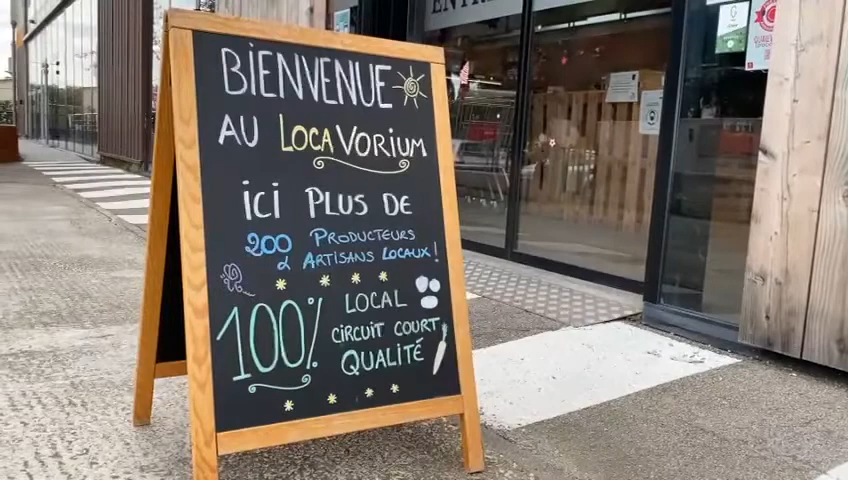 BIENVENUE
AU LOCAVORIUM
ICI PLUS DE
200 PRODUCTEURS
& ARTISANS LOCAUX !
100% LOCAL
CIRCUIT COURT
QUALITÉ